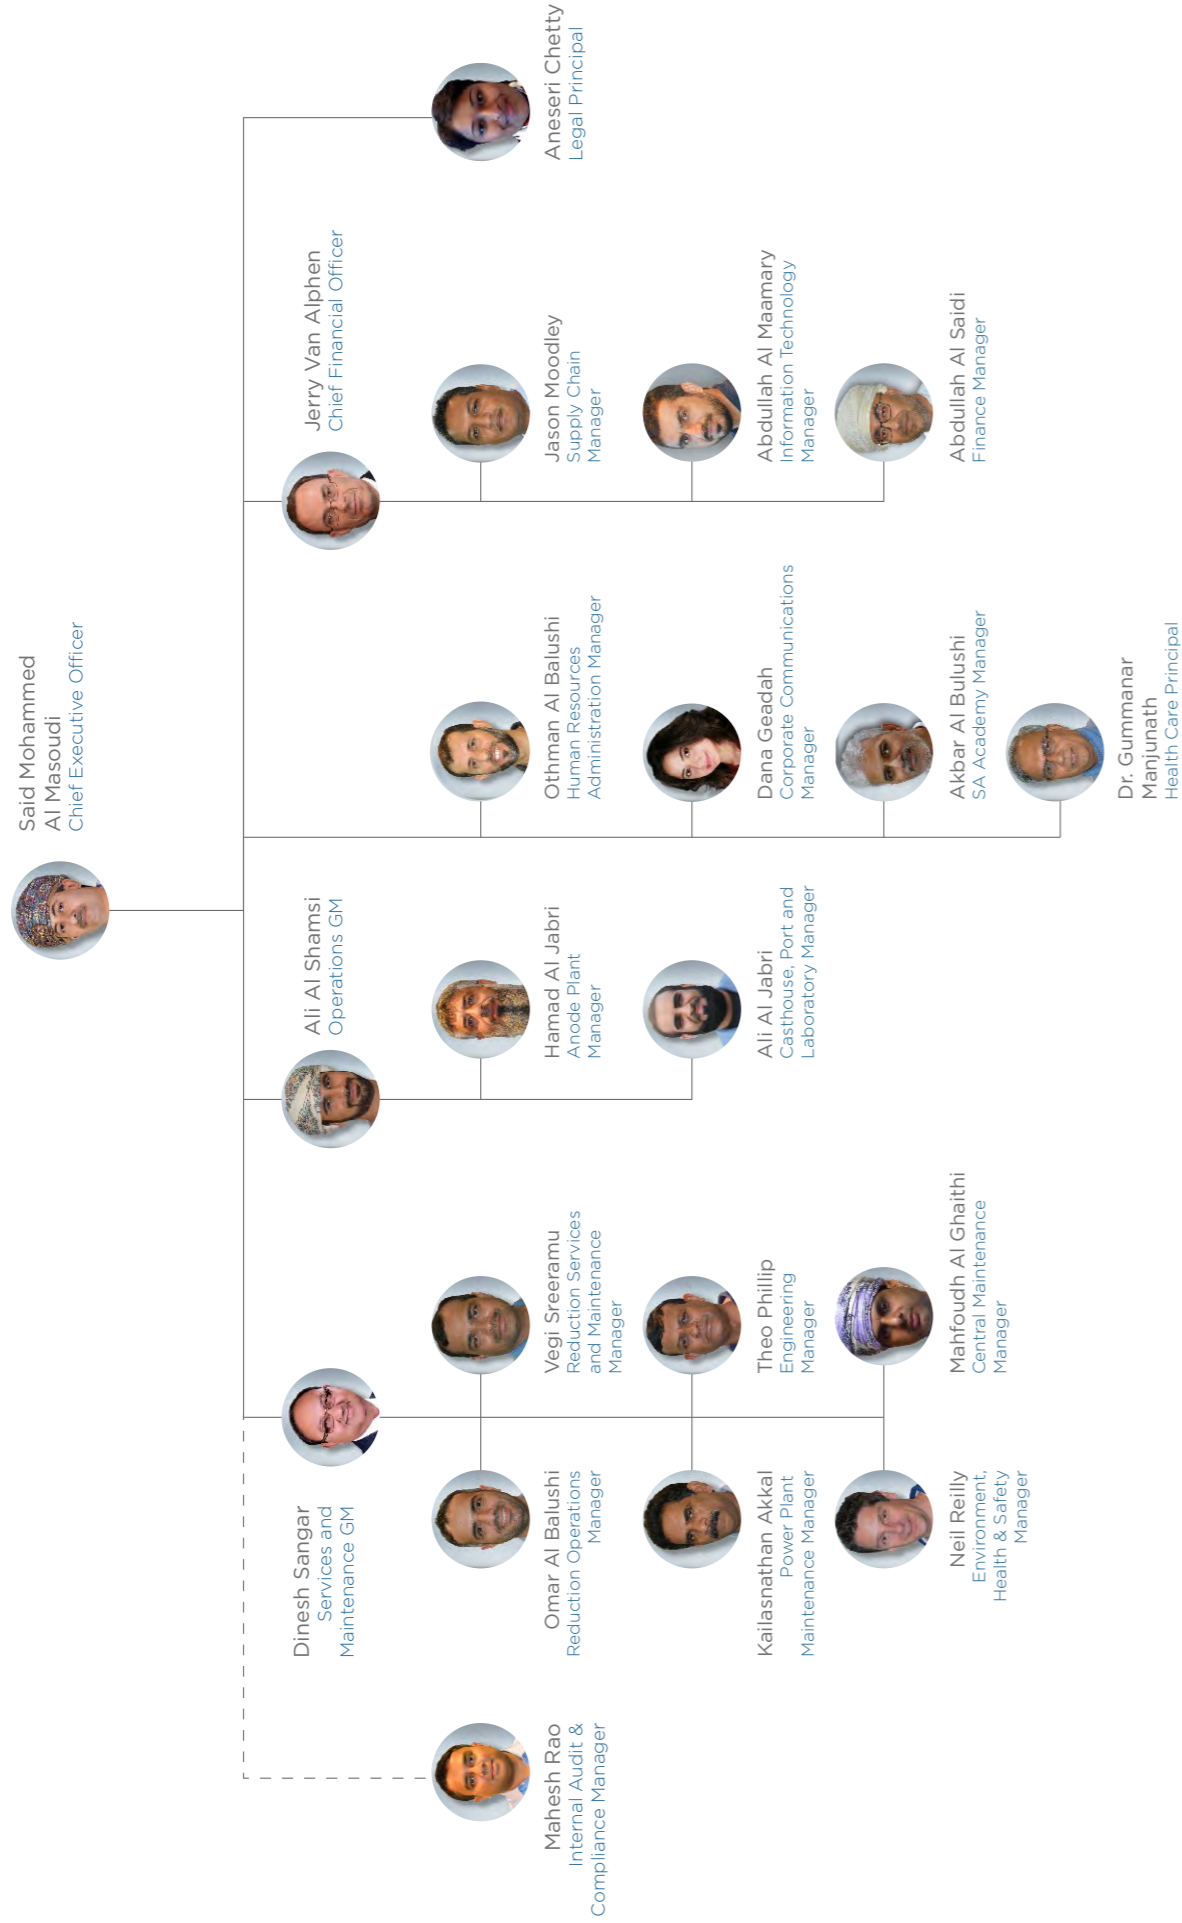 Said Mohammed
Al Masoudi
Chief Executive Officer
Dinesh Sangar
Services and
Maintenance GM
Ali Al Shamsi
Operations GM
Jerry Van Alphen
Chief Financial Officer
Mahesh Rao
Internal Audit &
Compliance Manager
Omar Al Balushi
Reduction Operations
Manager
Vegi Sreeramu
Reduction Services
and Maintenance
Manager
Hamad Al Jabri
Anode Plant
Manager
Othman Al Balushi
Human Resources
Administration Manager
Jason Moodley
Supply Chain
Manager
Aneseri Chetty
Legal Principal
Kailasnathan Akkal
Power Plant
Maintenance Manager
Theo Phillip
Engineering
Manager
Ali Al Jabri
Casthouse, Port and
Laboratory Manager
Dana Geadah
Corporate Communications
Manager
Abdullah Al Maamary
Information Technology
Manager
Neil Reilly
Environment,
Health & Safety
Manager
Mahfoudh Al Ghaithi
Central Maintenance
Manager
Akbar Al Bulushi
SA Academy Manager
Abdullah Al Saidi
Finance Manager
Dr. Gummanar
Manjunath
Health Care Principal